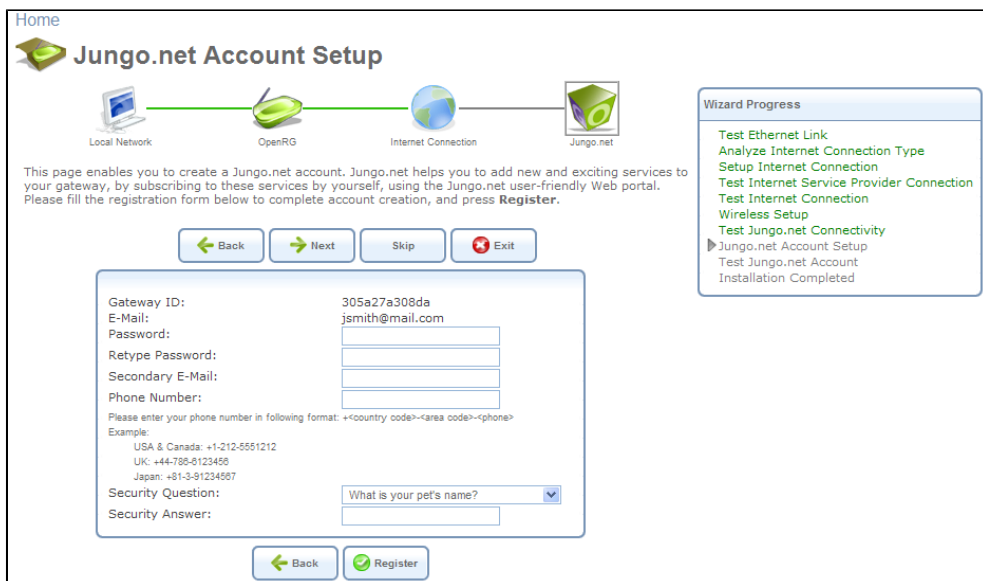 Home
Jungo.net Account Setup
Local Network
OpenRG
Internet Connection
Jungo.net
This page enables you to create a Jungo.net account. Jungo.net helps you to add new and exciting services to
your gateway, by subscribing to these services by yourself, using the Jungo.net user-friendly Web portal.
Please fill the registration form below to complete account creation, and press Register.
Back
Next
Skip
Exit
Gateway ID: 305a27a308da
E-Mail: jsmith@mail.com
Password:
Retype Password:
Secondary E-Mail:
Phone Number:
Please enter your phone number in following format: +<country code>-<area code>-<phone>
Example:
USA & Canada: +1-212-5551212
UK: +44-786-6123456
Japan: +81-3-91234567
Security Question: What is your pet's name?
Security Answer:
Back
Register
Wizard Progress
Test Ethernet Link
Analyze Internet Connection Type
Setup Internet Connection
Test Internet Service Provider Connection
Test Internet Connection
Wireless Setup
Test Jungo.net Connectivity
Jungo.net Account Setup
Test Jungo.net Account
Installation Completed